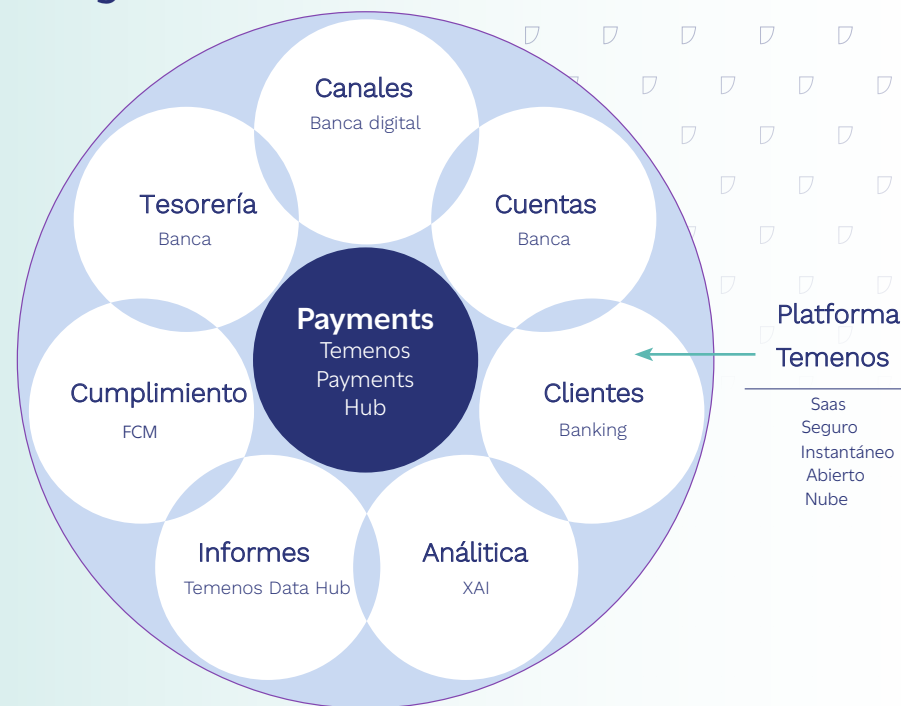 Canales
Banca digital
Tesorería
Banca
Cuentas
Banca
Payments
Temenos
Payments
Hub
Platforma
Temenos
Saas
Seguro
Instantáneo
Abierto
Nube
Cumplimiento
FCM
Clientes
Banking
Informes
Temenos Data Hub
Análitica
XAI